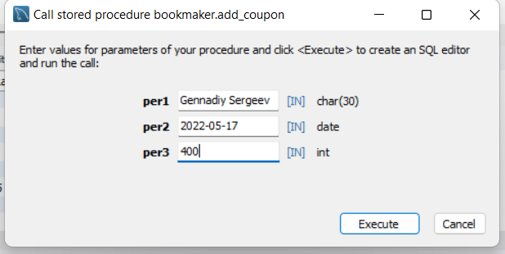 Call stored procedure bookmaker.add_coupon
Enter values for parameters of your procedure and click <Execute> to create an SQL editor
and run the call:
per1 Gennadiy Sergeev [IN] char(30)
per2 2022-05-17 [IN] date
per3 400 [IN] int
Execute Cancel